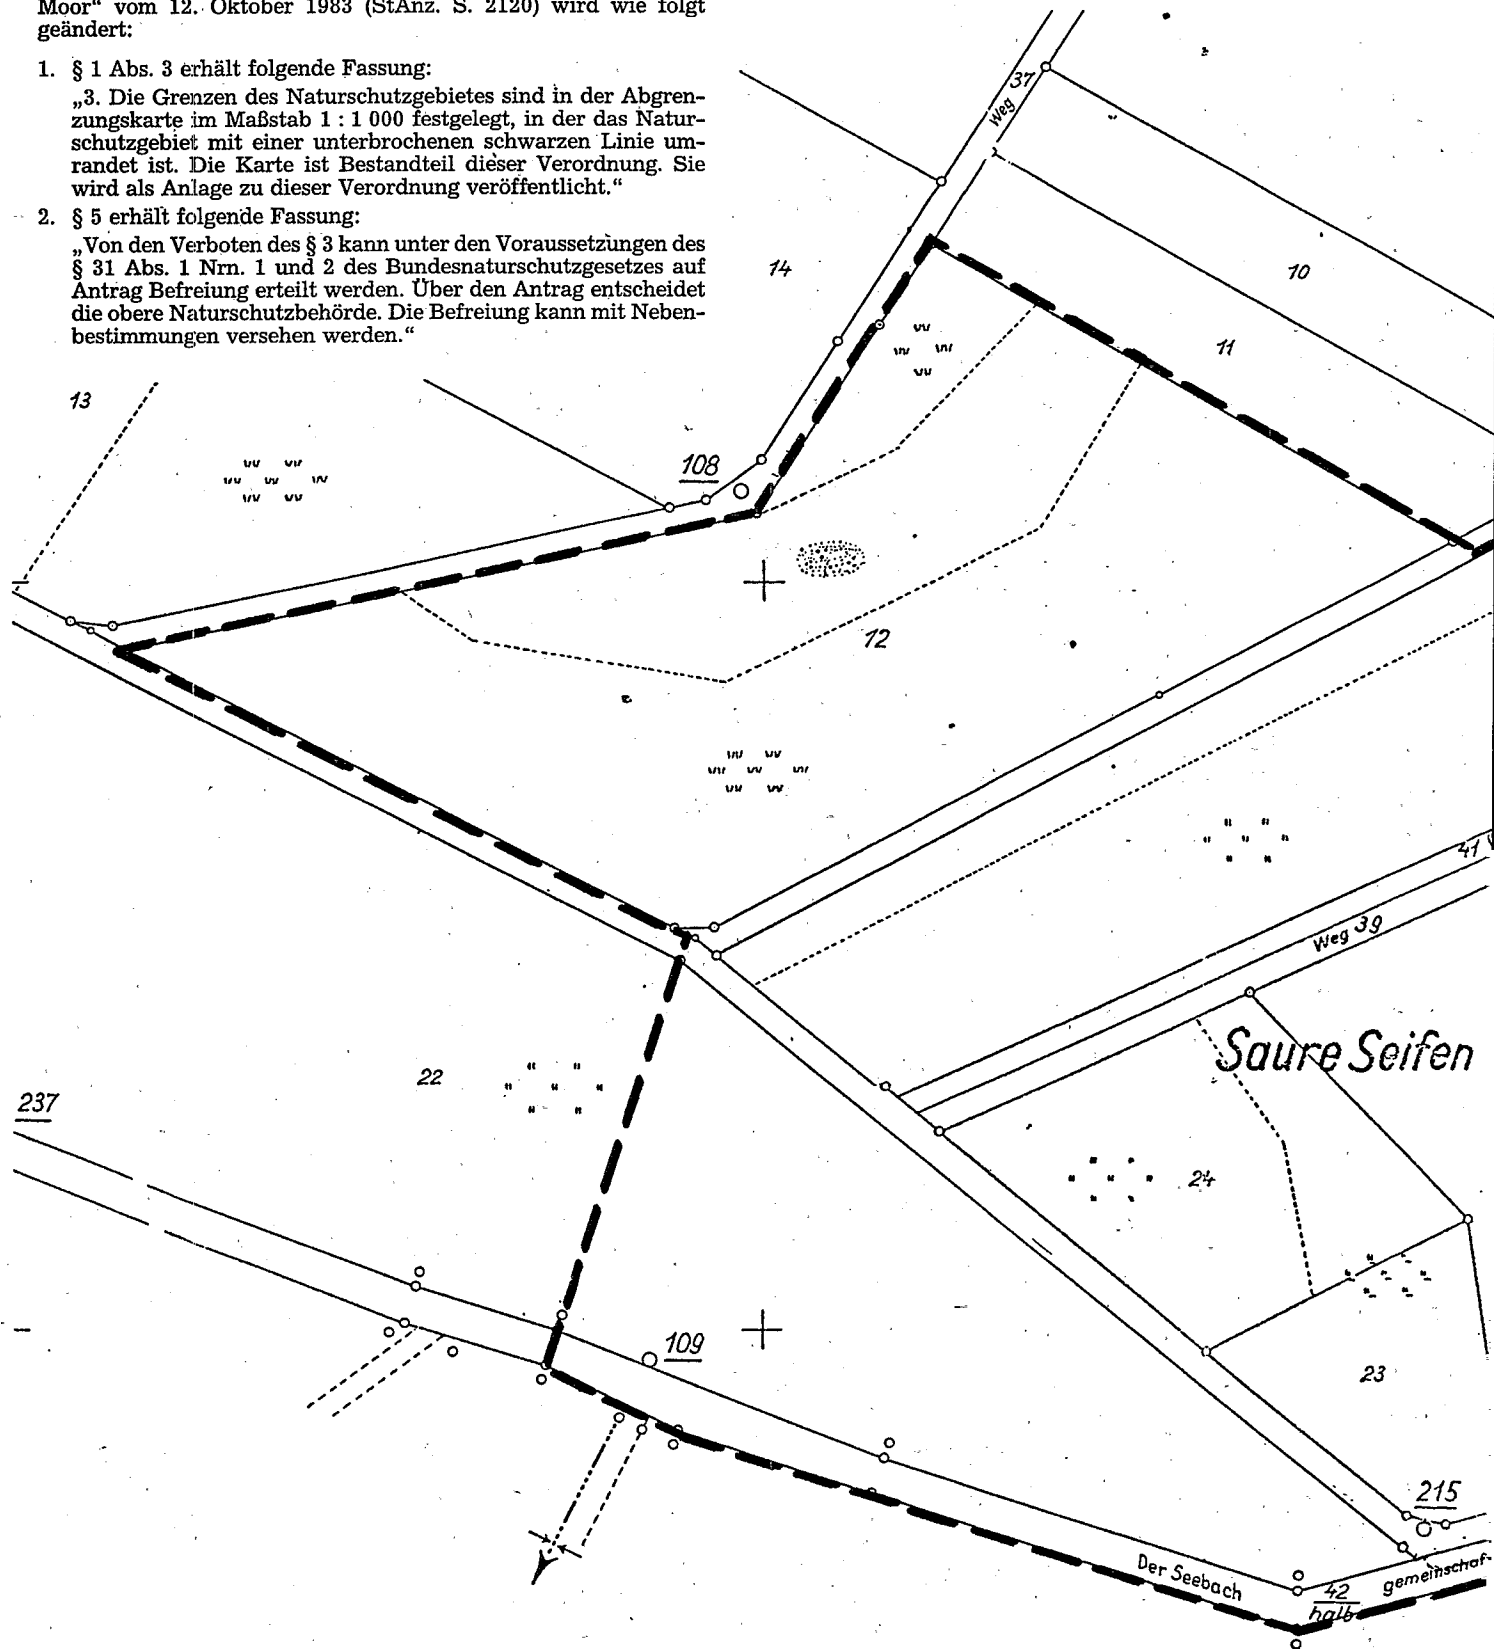 Moor“ vom 12. Oktober 1983 (StAnz. S. 2120) wird wie folgt
geändert:
1. § 1 Abs. 3 erhält folgende Fassung:
„3. Die Grenzen des Naturschutzgebietes sind in der Abgren-
zungskarte im Maßstab 1 : 1 000 festgelegt, in der das Natur-
schutzgebiet mit einer unterbrochenen schwarzen Linie um-
randet ist. Die Karte ist Bestandteil dieser Verordnung. Sie
wird als Anlage zu dieser Verordnung veröffentlicht.“
2. § 5 erhält folgende Fassung:
„Von den Verboten des § 3 kann unter den Voraussetzungen des
§ 31 Abs. 1 Nrn. 1 und 2 des Bundesnaturschutzgesetzes auf
Antrag Befreiung erteilt werden. Über den Antrag entscheidet
die obere Naturschutzbehörde. Die Befreiung kann mit Neben-
bestimmungen versehen werden.“
Weg 37
14
10
11
13
108
12
41
Weg 39
Saure Seifen
22
237
24
109
23
215
Der Seebach
42
halb
gemeinschaf-